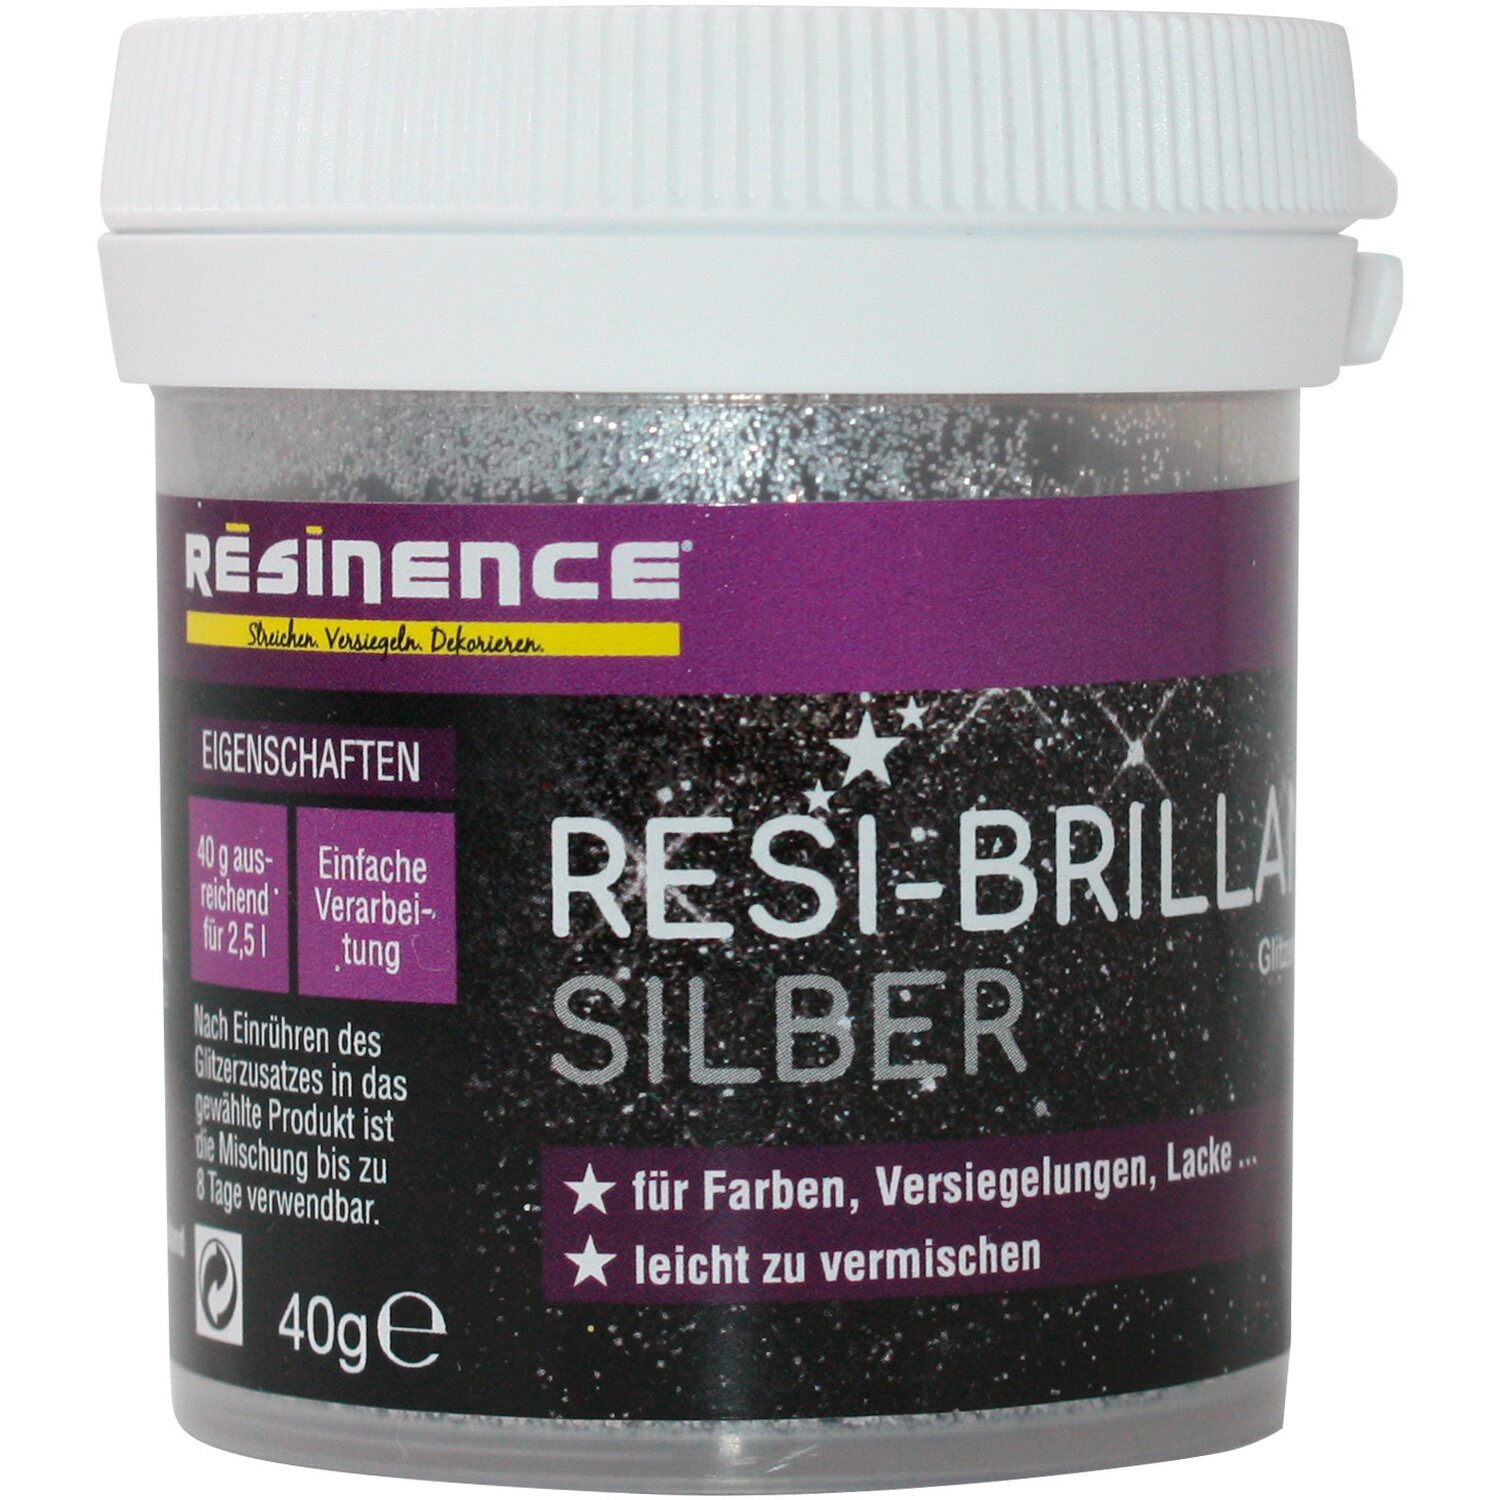 RĒSINENCE®
Streichen. Versiegeln. Dekorieren.
EIGENSCHAFTEN
40 g aus-
reichend
für 2,5 l
Einfache
Verarbei-
tung
Nach Einrühren des
Glitzerzusatzes in das
gewählte Produkt ist
die Mischung bis zu
8 Tage verwendbar.
40g ℮
RESI-BRILLA
SILBER
für Farben, Versiegelungen, Lacke ...
leicht zu vermischen